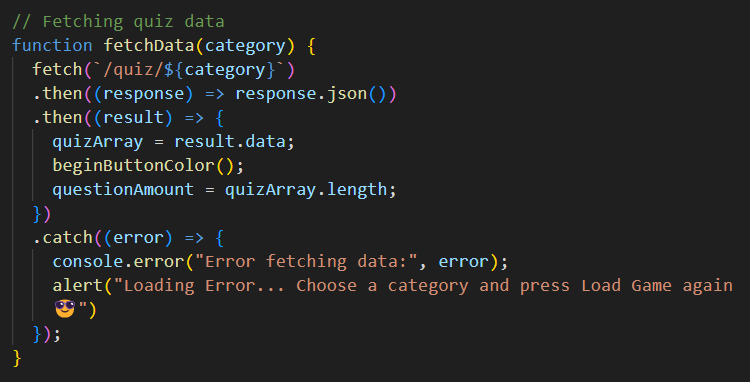 // Fetching quiz data
function fetchData(category) {
  fetch(`/quiz/${category}`)
  .then((response) => response.json())
  .then((result) => {
    quizArray = result.data;
    beginButtonColor();
    questionAmount = quizArray.length;
  })
  .catch((error) => {
    console.error("Error fetching data:", error);
    alert("Loading Error... Choose a category and press Load Game again
    😎")
  });
}